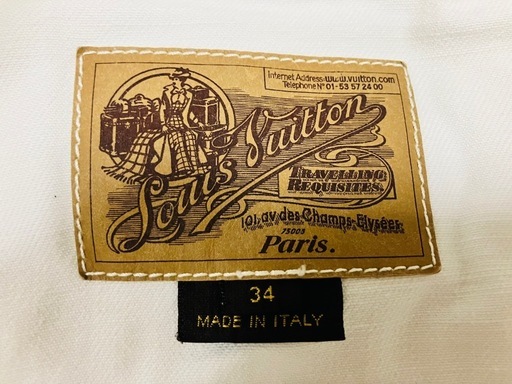 Internet Address:www.vuitton.com
Telephone N° 01-53 57 24 00
Louis Vuitton
TRAVELLING
REQUISITES.
101, av. des Champs-Elysées
75008
Paris.
34
MADE IN ITALY